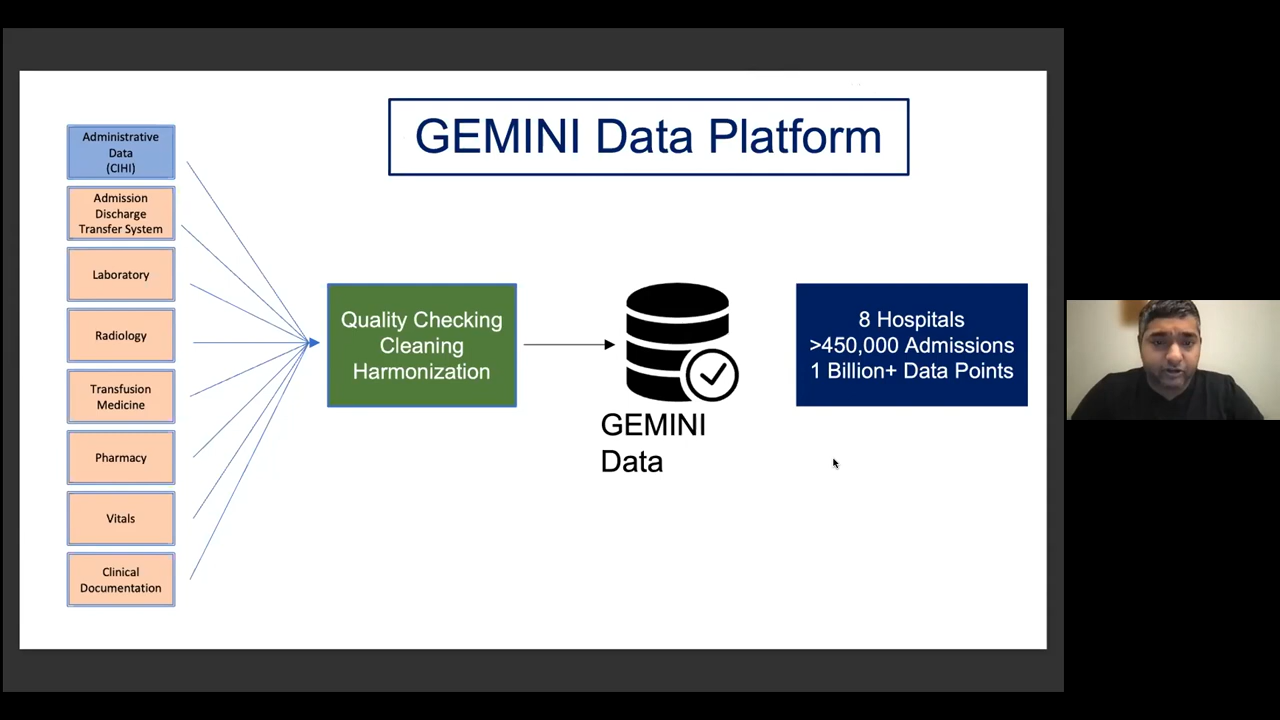 GEMINI Data Platform
Administrative
Data
(CIHI)
Admission
Discharge
Transfer System
Laboratory
Radiology
Transfusion
Medicine
Pharmacy
Vitals
Clinical
Documentation
Quality Checking
Cleaning
Harmonization
GEMINI
Data
8 Hospitals
>450,000 Admissions
1 Billion+ Data Points